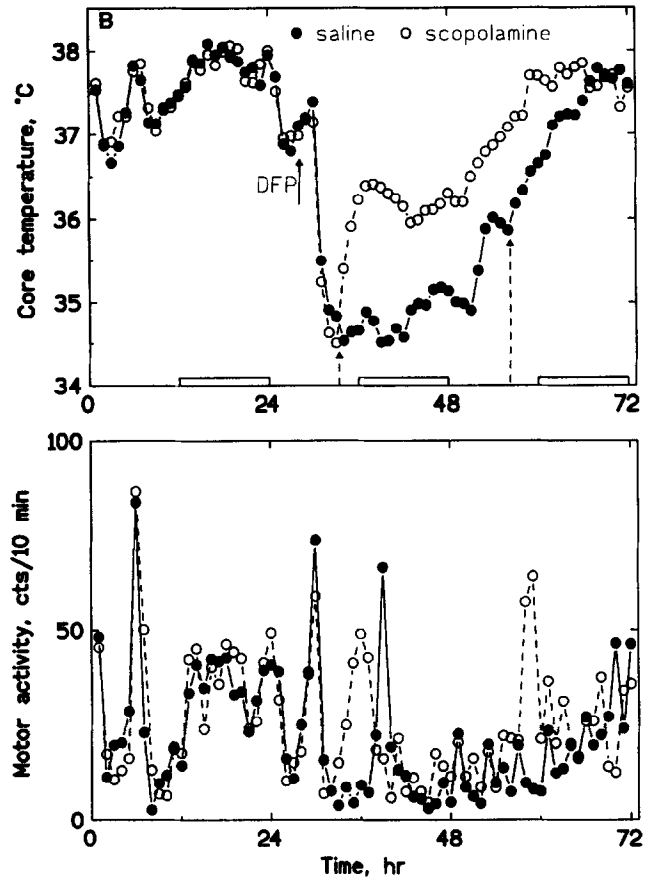 B
● saline ○ scopolamine
Core temperature, °C
38
37
36
35
34
DFP
0
24
48
72
Motor activity, cts/10 min
100
50
0
0
24
48
72
Time, hr